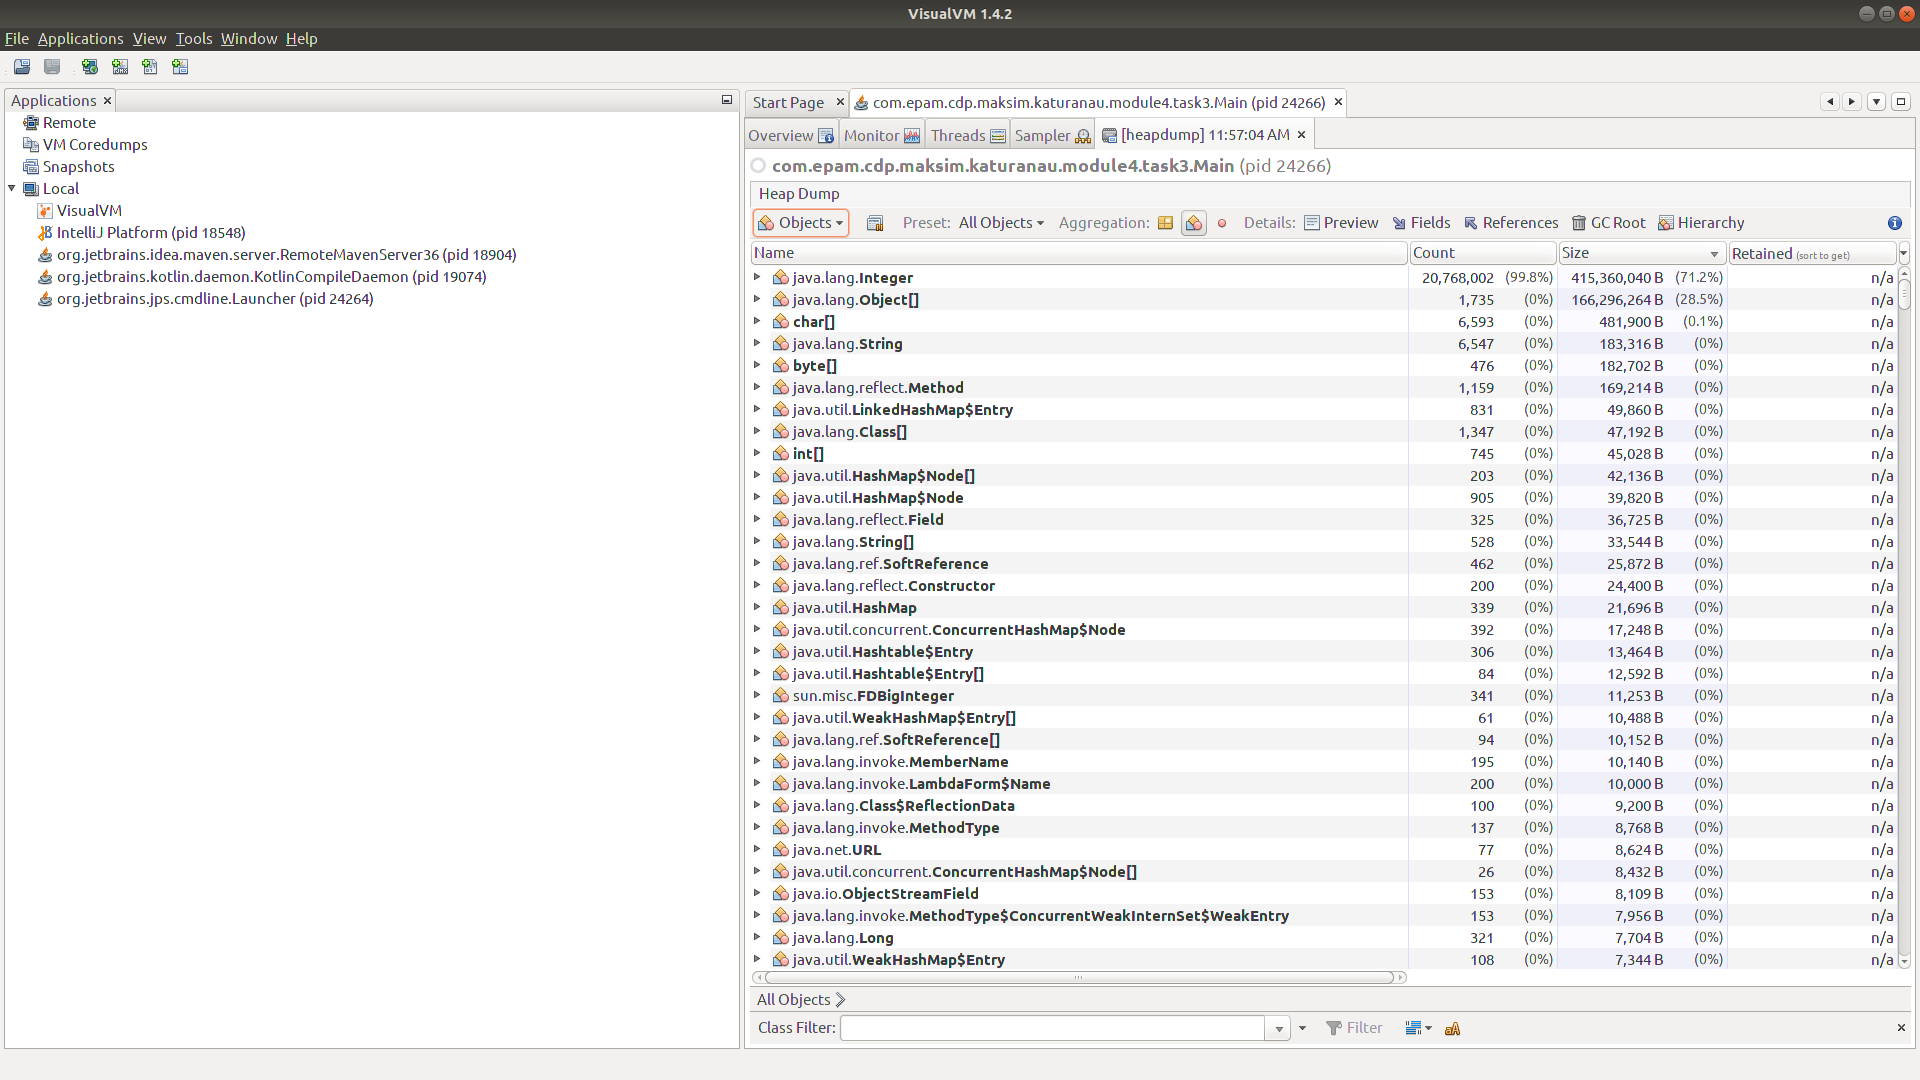 VisualVM 1.4.2
File Applications View Tools Window Help
Applications
Remote
VM Coredumps
Snapshots
Local
VisualVM
IntelliJ Platform (pid 18548)
org.jetbrains.idea.maven.server.RemoteMavenServer36 (pid 18904)
org.jetbrains.kotlin.daemon.KotlinCompileDaemon (pid 19074)
org.jetbrains.jps.cmdline.Launcher (pid 24264)
Start Page com.epam.cdp.maksim.katuranau.module4.task3.Main (pid 24266)
Overview Monitor Threads Sampler [heapdump] 11:57:04 AM
com.epam.cdp.maksim.katuranau.module4.task3.Main (pid 24266)
Heap Dump
Objects Preset: All Objects Aggregation: Details: Preview Fields References GC Root Hierarchy
Name Count Size Retained (sort to get)
java.lang.Integer 20,768,002 (99.8%) 415,360,040 B (71.2%) n/a
java.lang.Object[] 1,735 (0%) 166,296,264 B (28.5%) n/a
char[] 6,593 (0%) 481,900 B (0.1%) n/a
java.lang.String 6,547 (0%) 183,316 B (0%) n/a
byte[] 476 (0%) 182,702 B (0%) n/a
java.lang.reflect.Method 1,159 (0%) 169,214 B (0%) n/a
java.util.LinkedHashMap$Entry 831 (0%) 49,860 B (0%) n/a
java.lang.Class[] 1,347 (0%) 47,192 B (0%) n/a
int[] 745 (0%) 45,028 B (0%) n/a
java.util.HashMap$Node[] 203 (0%) 42,136 B (0%) n/a
java.util.HashMap$Node 905 (0%) 39,820 B (0%) n/a
java.lang.reflect.Field 325 (0%) 36,725 B (0%) n/a
java.lang.String[] 528 (0%) 33,544 B (0%) n/a
java.lang.ref.SoftReference 462 (0%) 25,872 B (0%) n/a
java.lang.reflect.Constructor 200 (0%) 24,400 B (0%) n/a
java.util.HashMap 339 (0%) 21,696 B (0%) n/a
java.util.concurrent.ConcurrentHashMap$Node 392 (0%) 17,248 B (0%) n/a
java.util.Hashtable$Entry 306 (0%) 13,464 B (0%) n/a
java.util.Hashtable$Entry[] 84 (0%) 12,592 B (0%) n/a
sun.misc.FDBigInteger 341 (0%) 11,253 B (0%) n/a
java.util.WeakHashMap$Entry[] 61 (0%) 10,488 B (0%) n/a
java.lang.ref.SoftReference[] 94 (0%) 10,152 B (0%) n/a
java.lang.invoke.MemberName 195 (0%) 10,140 B (0%) n/a
java.lang.invoke.LambdaForm$Name 200 (0%) 10,000 B (0%) n/a
java.lang.Class$ReflectionData 100 (0%) 9,200 B (0%) n/a
java.lang.invoke.MethodType 137 (0%) 8,768 B (0%) n/a
java.net.URL 77 (0%) 8,624 B (0%) n/a
java.util.concurrent.ConcurrentHashMap$Node[] 26 (0%) 8,432 B (0%) n/a
java.io.ObjectStreamField 153 (0%) 8,109 B (0%) n/a
java.lang.invoke.MethodType$ConcurrentWeakInternSet$WeakEntry 153 (0%) 7,956 B (0%) n/a
java.lang.Long 321 (0%) 7,704 B (0%) n/a
java.util.WeakHashMap$Entry 108 (0%) 7,344 B (0%) n/a
All Objects
Class Filter: Filter